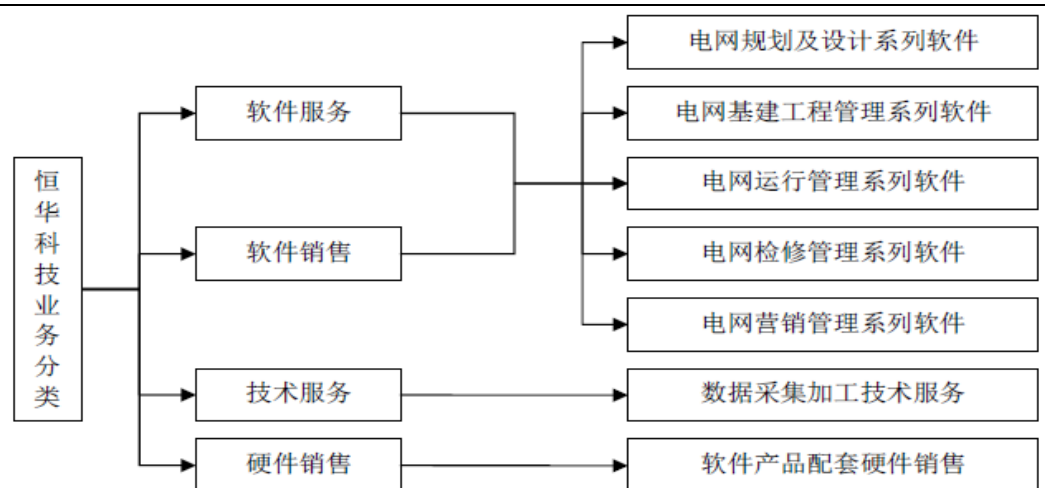 恒华科技业务分类
软件服务
软件销售
技术服务
硬件销售
电网规划及设计系列软件
电网基建工程管理系列软件
电网运行管理系列软件
电网检修管理系列软件
电网营销管理系列软件
数据采集加工技术服务
软件产品配套硬件销售